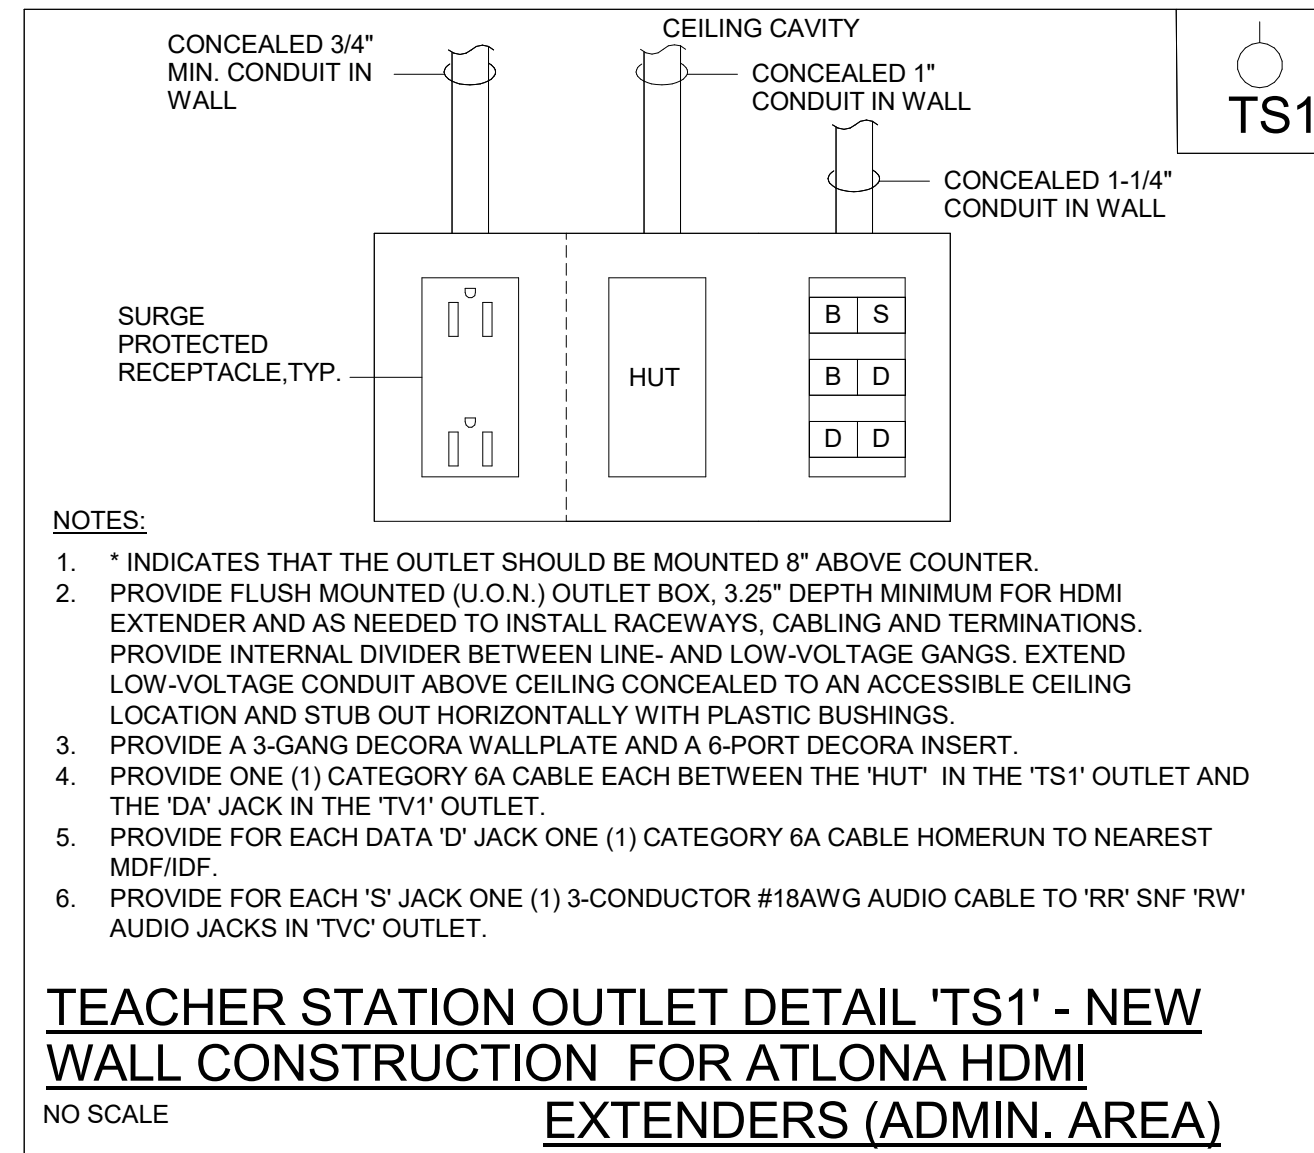 CEILING CAVITY
CONCEALED 3/4"
MIN. CONDUIT IN
WALL
CONCEALED 1"
CONDUIT IN WALL
TS1
CONCEALED 1-1/4"
CONDUIT IN WALL
SURGE
PROTECTED
RECEPTACLE,TYP.
HUT
B S
B D
D D
NOTES:
1. * INDICATES THAT THE OUTLET SHOULD BE MOUNTED 8" ABOVE COUNTER.
2. PROVIDE FLUSH MOUNTED (U.O.N.) OUTLET BOX, 3.25" DEPTH MINIMUM FOR HDMI
EXTENDER AND AS NEEDED TO INSTALL RACEWAYS, CABLING AND TERMINATIONS.
PROVIDE INTERNAL DIVIDER BETWEEN LINE- AND LOW-VOLTAGE GANGS. EXTEND
LOW-VOLTAGE CONDUIT ABOVE CEILING CONCEALED TO AN ACCESSIBLE CEILING
LOCATION AND STUB OUT HORIZONTALLY WITH PLASTIC BUSHINGS.
3. PROVIDE A 3-GANG DECORA WALLPLATE AND A 6-PORT DECORA INSERT.
4. PROVIDE ONE (1) CATEGORY 6A CABLE EACH BETWEEN THE 'HUT' IN THE 'TS1' OUTLET AND
THE 'DA' JACK IN THE 'TV1' OUTLET.
5. PROVIDE FOR EACH DATA 'D' JACK ONE (1) CATEGORY 6A CABLE HOMERUN TO NEAREST
MDF/IDF.
6. PROVIDE FOR EACH 'S' JACK ONE (1) 3-CONDUCTOR #18AWG AUDIO CABLE TO 'RR' SNF 'RW'
AUDIO JACKS IN 'TVC' OUTLET.
TEACHER STATION OUTLET DETAIL 'TS1' - NEW
WALL CONSTRUCTION FOR ATLONA HDMI
EXTENDERS (ADMIN. AREA)
NO SCALE